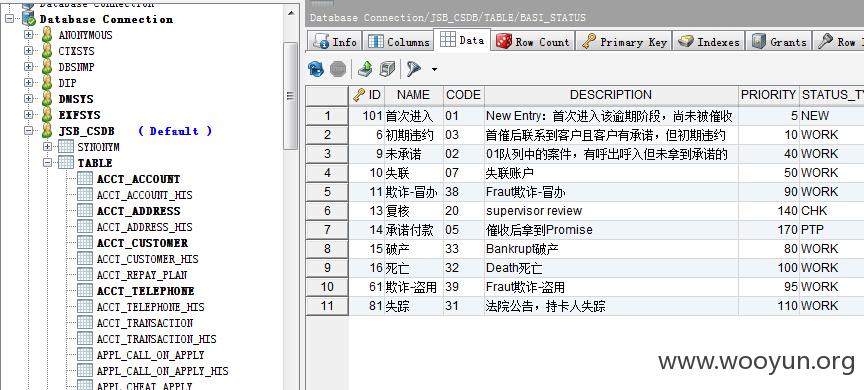 Database Connection
Database Connection
ANONYMOUS
CTXSYS
DBSNMP
DIP
DMSYS
EXFSYS
JSB_CSDB ( Default )
SYNONYM
TABLE
ACCT_ACCOUNT
ACCT_ACCOUNT_HIS
ACCT_ADDRESS
ACCT_ADDRESS_HIS
ACCT_CUSTOMER
ACCT_CUSTOMER_HIS
ACCT_REPAY_PLAN
ACCT_TELEPHONE
ACCT_TELEPHONE_HIS
ACCT_TRANSACTION
ACCT_TRANSACTION_HIS
APPL_CALL_ON_APPLY
APPL_CALL_ON_APPLY_HIS
APPL_CHEAT_APPLY
Database Connection/JSB_CSDB/TABLE/BASI_STATUS
Info Columns Data Row Count Primary Key Indexes Grants Row I
ID NAME CODE DESCRIPTION PRIORITY STATUS_TY
1 101 首次进入 01 New Entry：首次进入该逾期阶段，尚未被催收 5 NEW
2 6 初期违约 03 首催后联系到客户且客户有承诺，但初期违约 10 WORK
3 9 未承诺 02 01队列中的案件，有呼出呼入但未拿到承诺的 40 WORK
4 10 失联 07 失联账户 50 WORK
5 11 欺诈-冒办 38 Fraut欺诈-冒办 90 WORK
6 13 复核 20 supervisor review 140 CHK
7 14 承诺付款 05 催收后拿到Promise 170 PTP
8 15 破产 33 Bankrupt破产 80 WORK
9 16 死亡 32 Death死亡 100 WORK
10 61 欺诈-盗用 39 Fraut欺诈-盗用 95 WORK
11 81 失踪 31 法院公告，持卡人失踪 110 WORK
www.wooyun.org